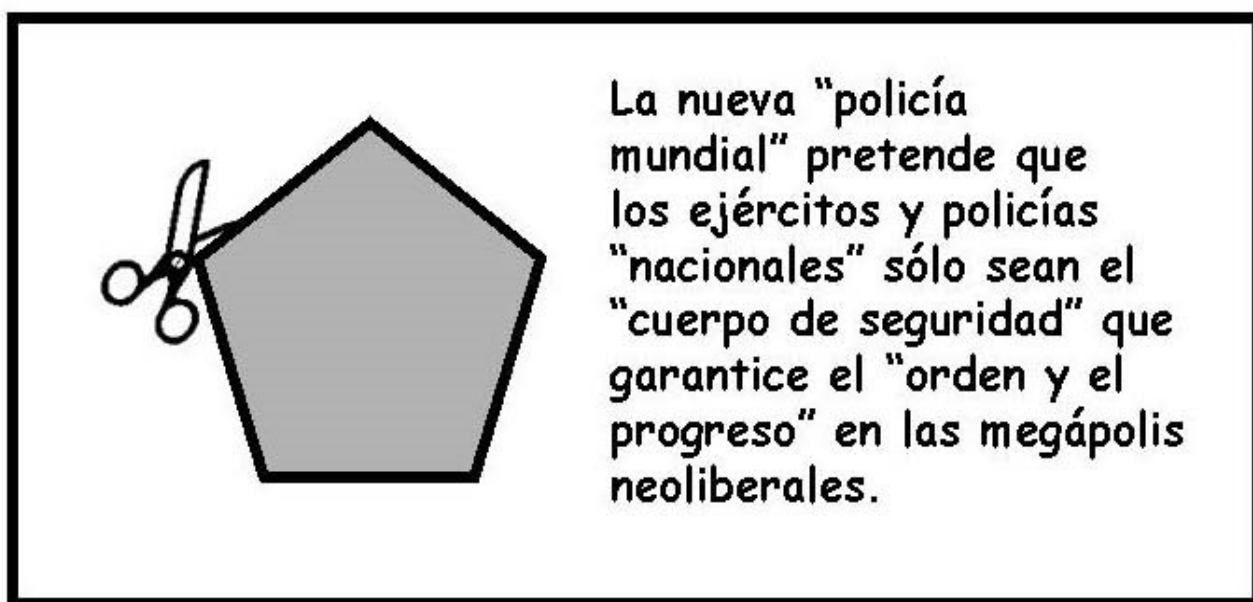 La nueva “policía
mundial” pretende que
los ejércitos y policías
“nacionales” sólo sean el
“cuerpo de seguridad” que
garantice el “orden y el
progreso” en las megápolis
neoliberales.